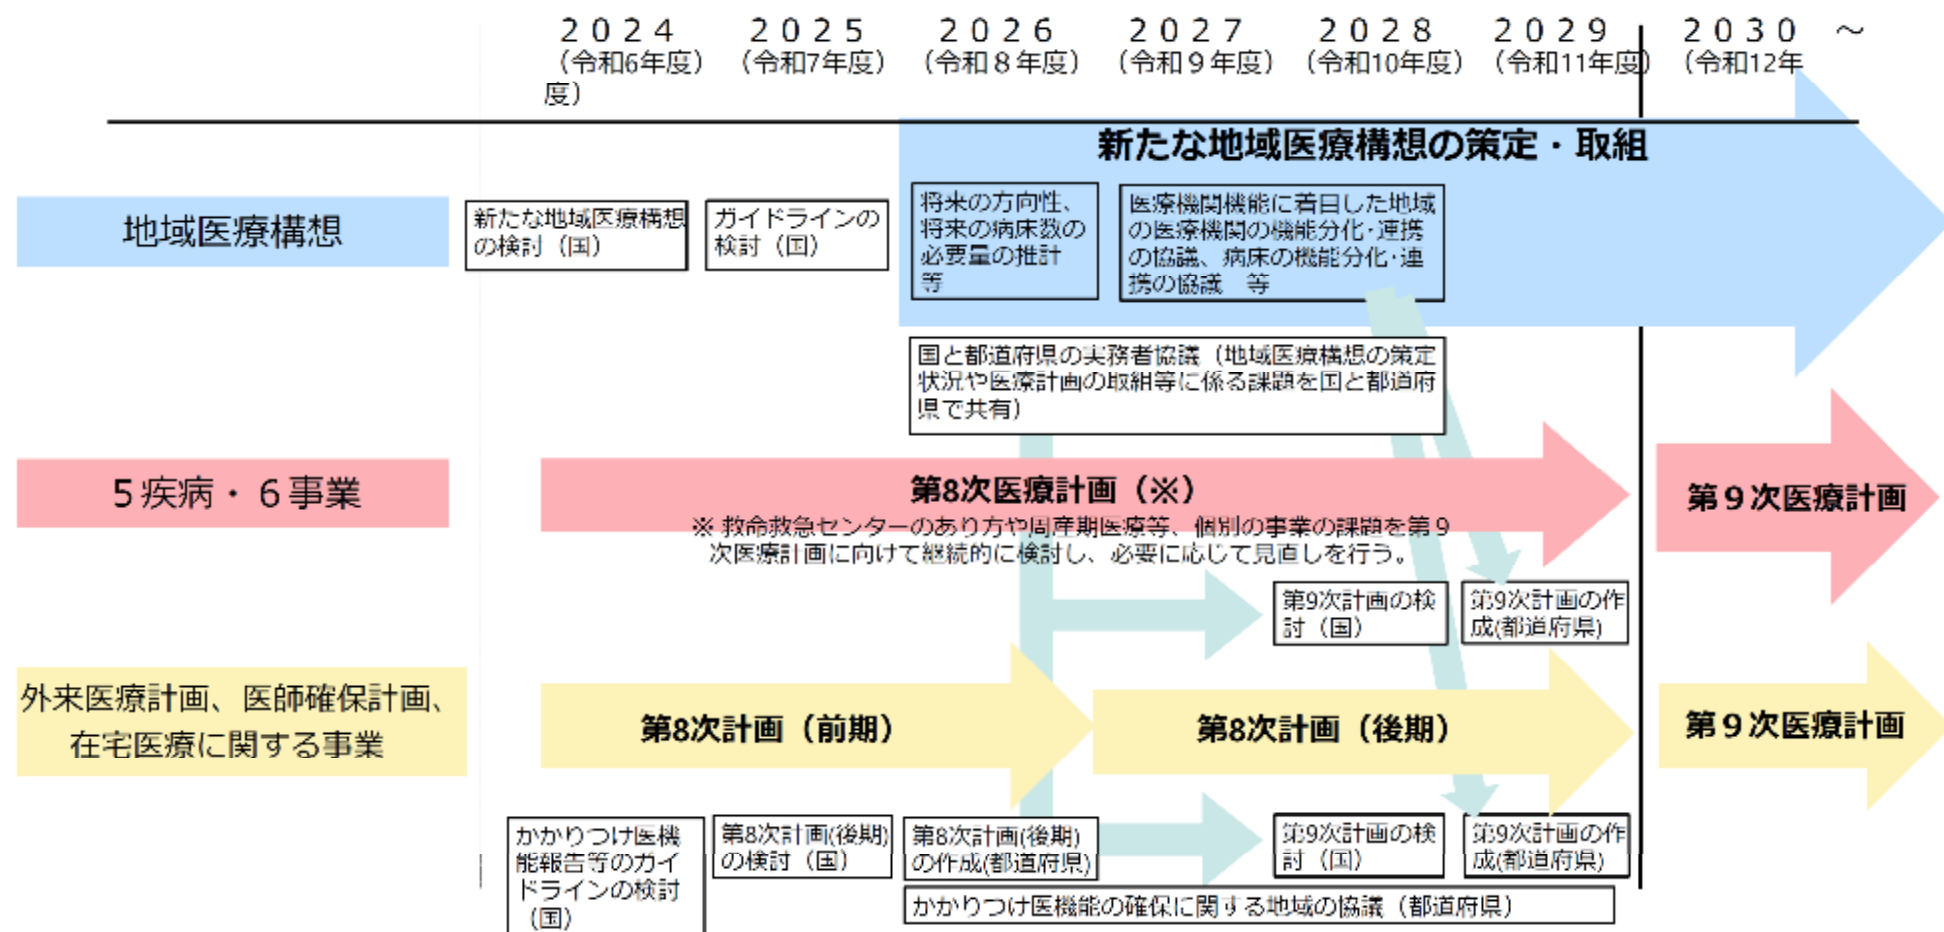 ２０２４
（令和6年度）
度）
２０２５
（令和7年度）
２０２６
（令和８年度）
２０２７
（令和９年度）
２０２８
（令和10年度）
２０２９
（令和11年度）
２０３０　～
（令和12年
新たな地域医療構想の策定・取組
地域医療構想
新たな地域医療構想
の検討（国）
ガイドラインの
検討（国）
将来の方向性、
将来の病床数の
必要量の推計
等
医療機関機能に着目した地域
の医療機関の機能分化･連携
の協議、病床の機能分化･連
携の協議　等
国と都道府県の実務者協議（地域医療構想の策定
状況や医療計画の取組等に係る課題を国と都道府
県で共有）
５疾病・６事業
第8次医療計画（※）
※ 救命救急センターのあり方や周産期医療等、個別の事業の課題を第９
次医療計画に向けて継続的に検討し、必要に応じて見直しを行う。
第９次医療計画
第9次計画の検
討（国）
第9次計画の作
成(都道府県)
外来医療計画、医師確保計画、
在宅医療に関する事業
第8次計画（前期）
第8次計画（後期）
第９次医療計画
かかりつけ医機
能報告等のガイ
ドラインの検討
（国）
第8次計画(後期)
の検討（国）
第8次計画(後期)
の作成(都道府県)
第9次計画の検
討（国）
第9次計画の作
成(都道府県)
かかりつけ医機能の確保に関する地域の協議（都道府県）